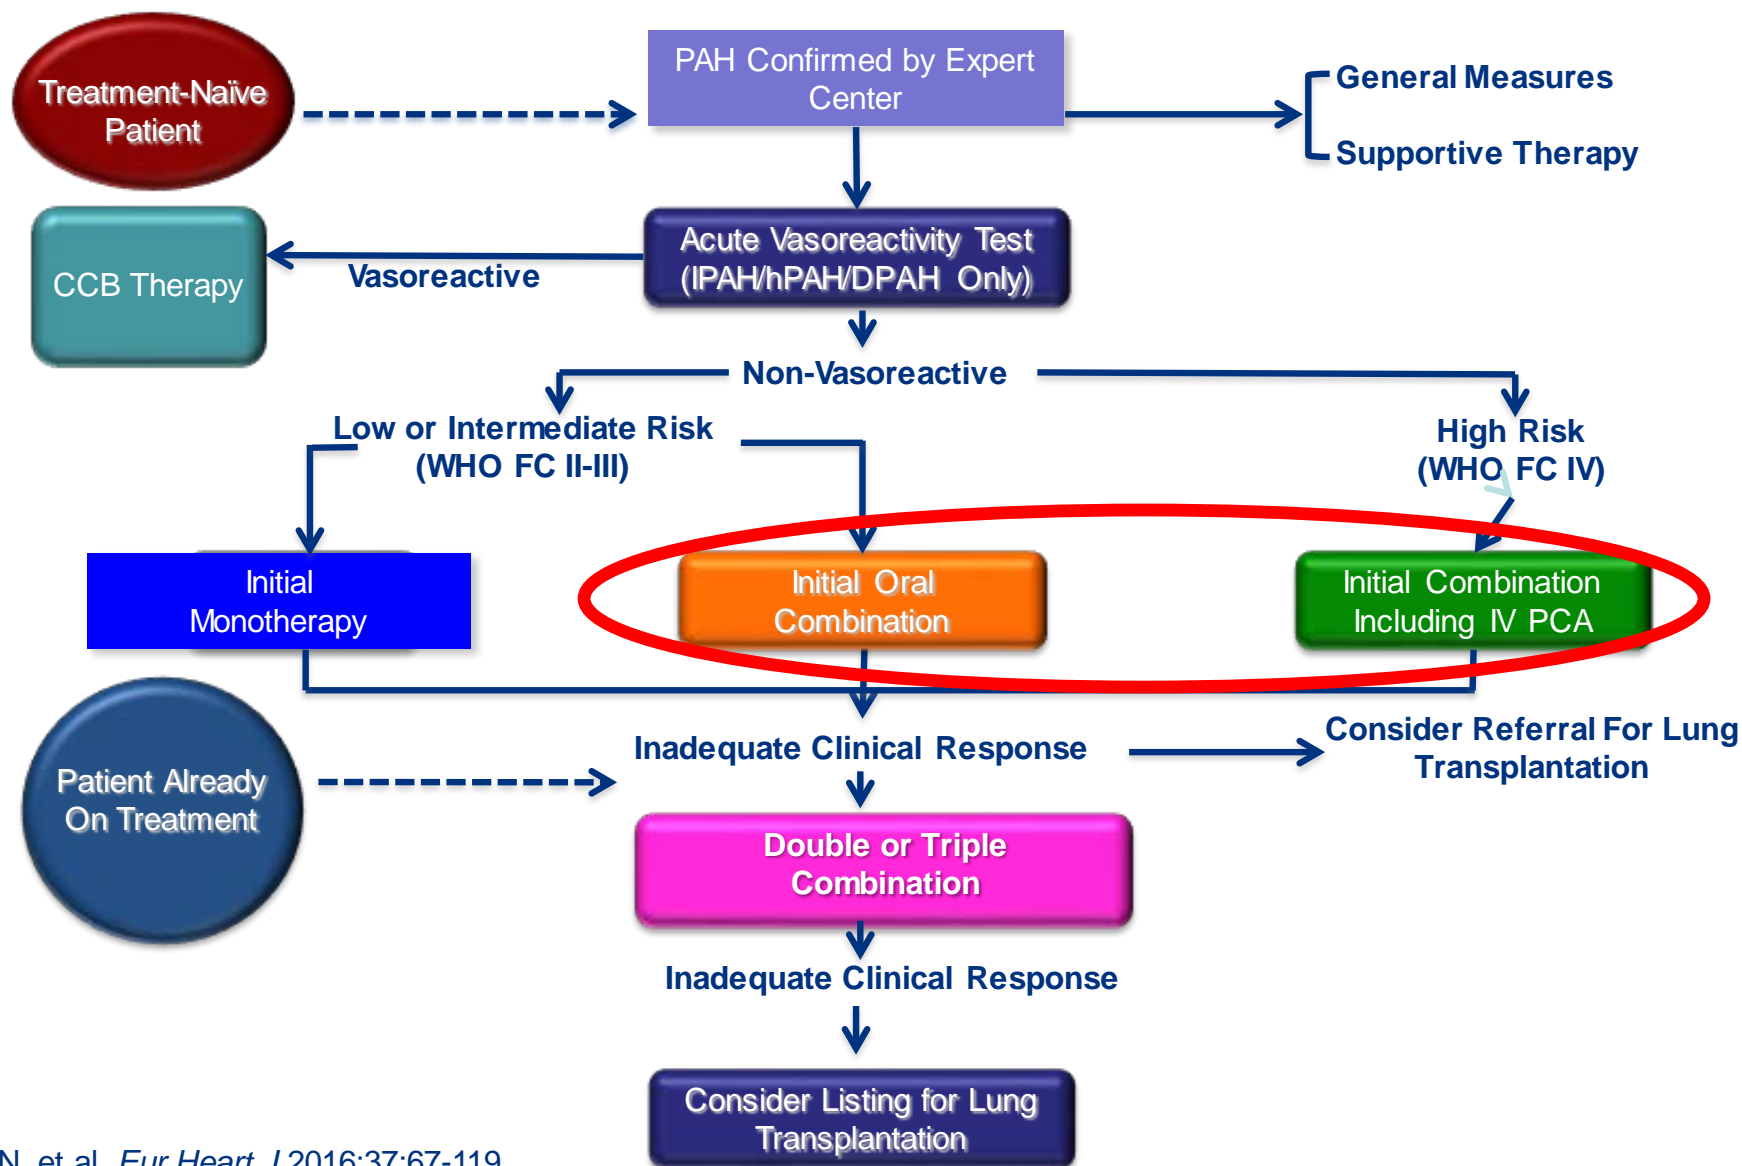 Treatment-Naïve
Patient
PAH Confirmed by Expert
Center
General Measures
Supportive Therapy
CCB Therapy
Vasoreactive
Acute Vasoreactivity Test
(IPAH/hPAH/DPAH Only)
Non-Vasoreactive
Low or Intermediate Risk
(WHO FC II-III)
High Risk
(WHO FC IV)
Initial
Monotherapy
Initial Oral
Combination
Initial Combination
Including IV PCA
Inadequate Clinical Response
Consider Referral For Lung
Transplantation
Patient Already
On Treatment
Double or Triple
Combination
Inadequate Clinical Response
Consider Listing for Lung
Transplantation
N, et al. Eur Heart J 2016;37:67-119